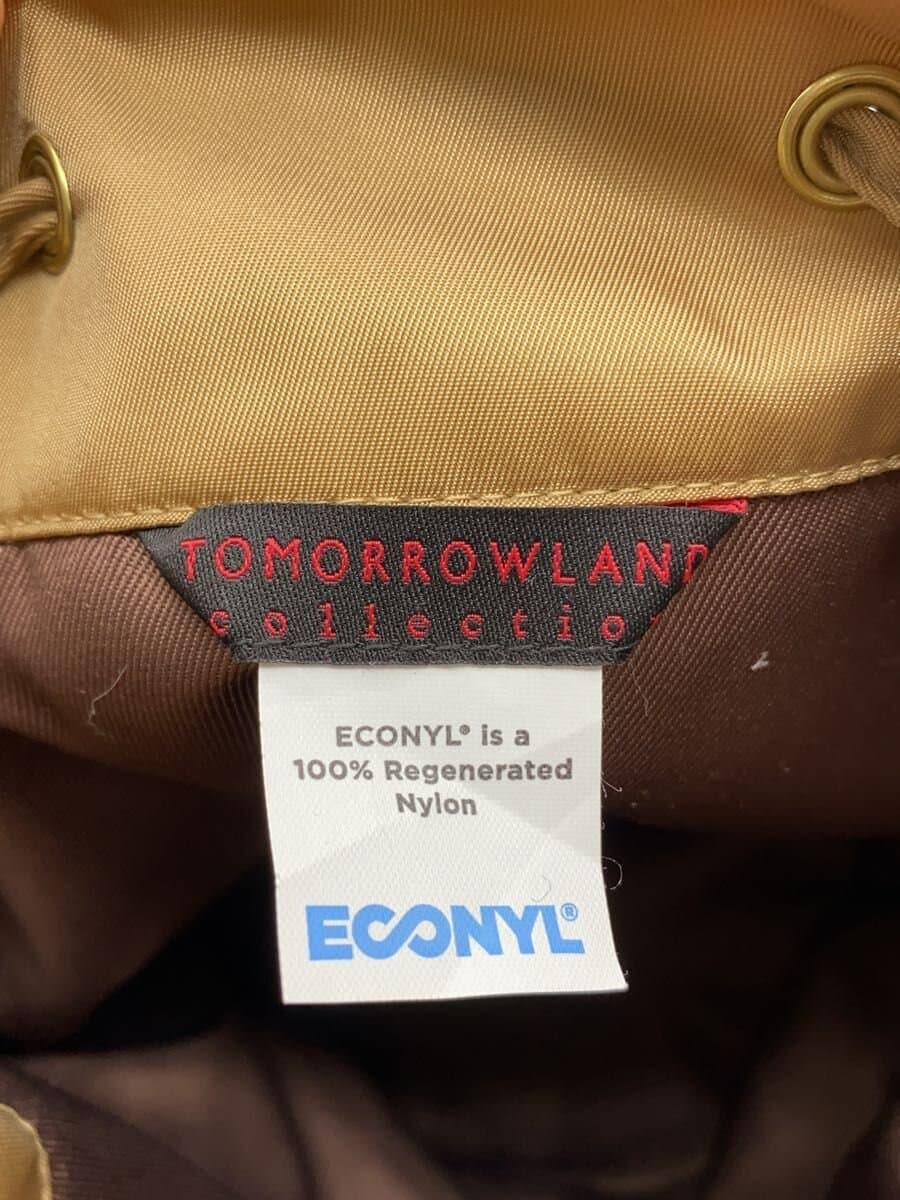 TOMORROWLAND
collection
ECONYL® is a
100% Regenerated
Nylon
ECONYL®